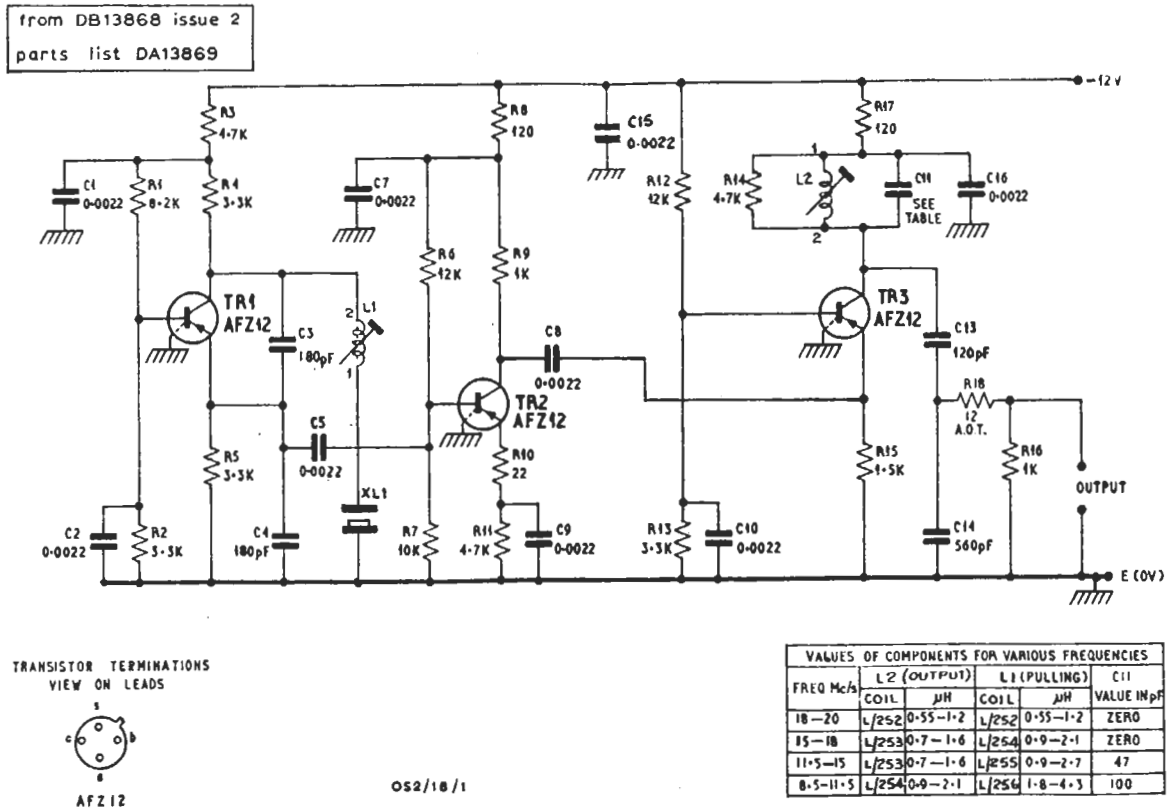 from DB13868 issue 2
parts list DA13869
-12V
R3
4·7K
R8
120
C15
0·0022
R17
120
C1
0·0022
R1
8·2K
R4
3·3K
C7
0·0022
R12
12K
R14
4·7K
1
L2
2
C11
SEE
TABLE
C16
0·0022
R6
12K
R9
1K
TR1
AFZ12
C3
180pF
2
L1
1
C8
0·0022
TR3
AFZ12
C13
120pF
R18
12
A.O.T.
TR2
AFZ12
C5
0·0022
R5
3·3K
R10
22
R15
1·5K
R16
1K
OUTPUT
XL1
C2
0·0022
R2
3·3K
C4
180pF
R7
10K
R11
4·7K
C9
0·0022
R13
3·3K
C10
0·0022
C14
560pF
E (0V)
TRANSISTOR TERMINATIONS
VIEW ON LEADS
s
c b
e
AFZ12
OS2/18/1
VALUES OF COMPONENTS FOR VARIOUS FREQUENCIES
FREQ Mc/s L2 (OUTPUT) L1 (PULLING) C11 VALUE IN pF
COIL µH COIL µH
18—20 L/252 0·55—1·2 L/252 0·55—1·2 ZERO
15—18 L/253 0·7—1·6 L/254 0·9—2·1 ZERO
11·5—15 L/253 0·7—1·6 L/255 0·9—2·7 47
8·5—11·5 L/254 0·9—2·1 L/256 1·8—4·3 100